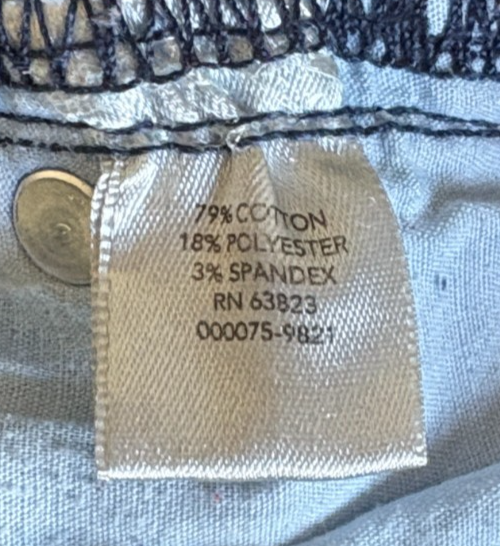 79% COTTON
18% POLYESTER
3% SPANDEX
RN 63823
000075-9821